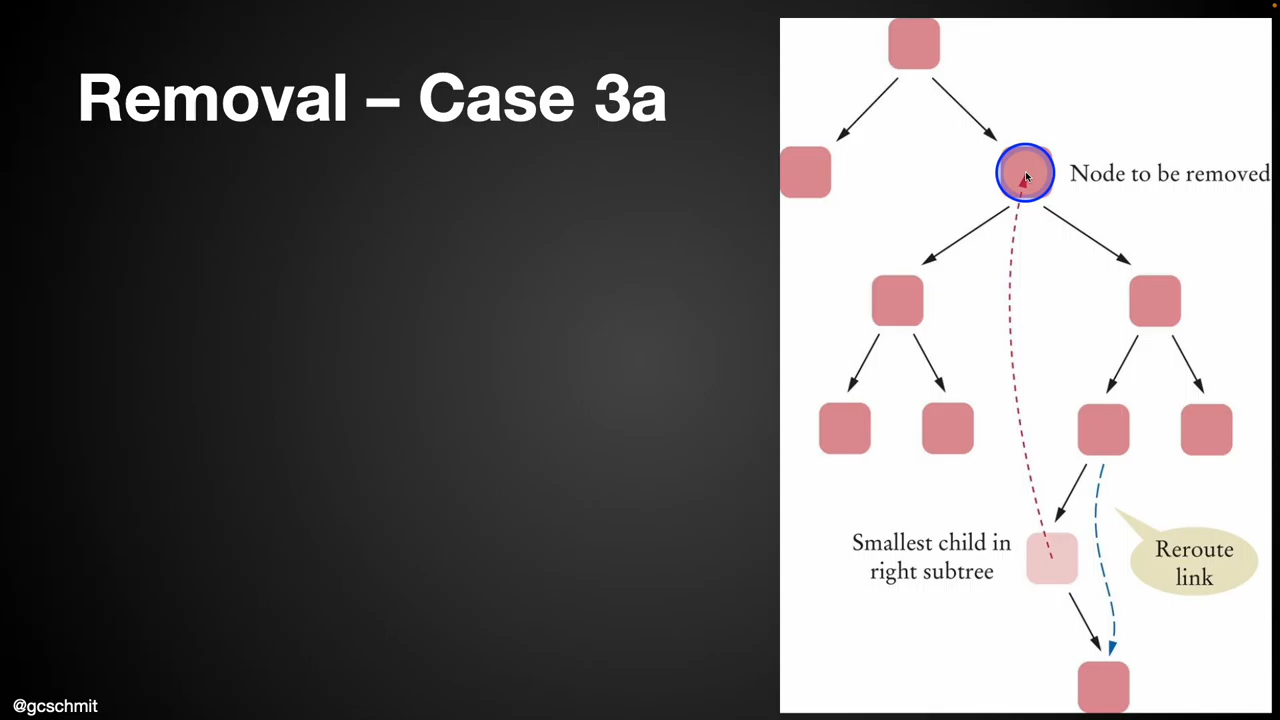 Removal – Case 3a
Node to be removed
Smallest child in
right subtree
Reroute
link
@gcschmit